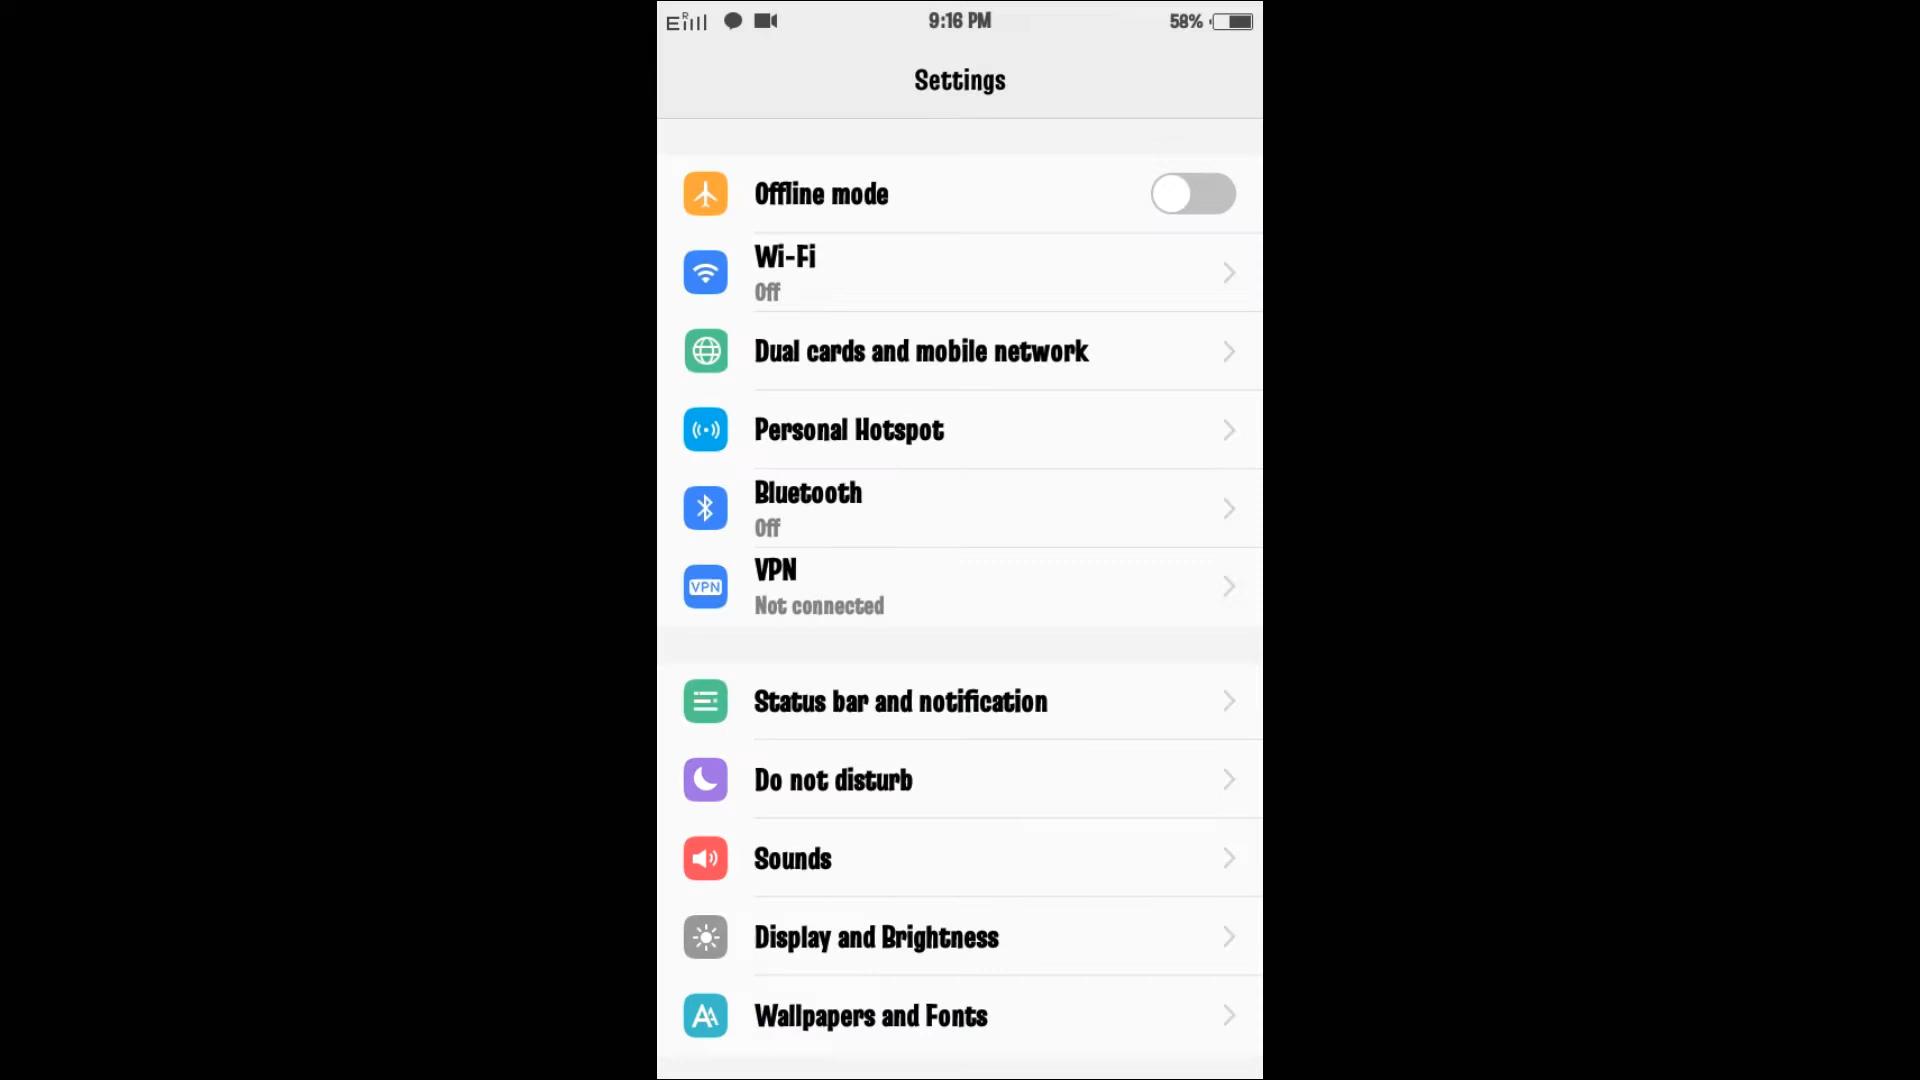 E R 9:16 PM 58%
Settings
Offline mode
Wi-Fi
Off
Dual cards and mobile network
Personal Hotspot
Bluetooth
Off
VPN
VPN
Not connected
Status bar and notification
Do not disturb
Sounds
Display and Brightness
AA Wallpapers and Fonts